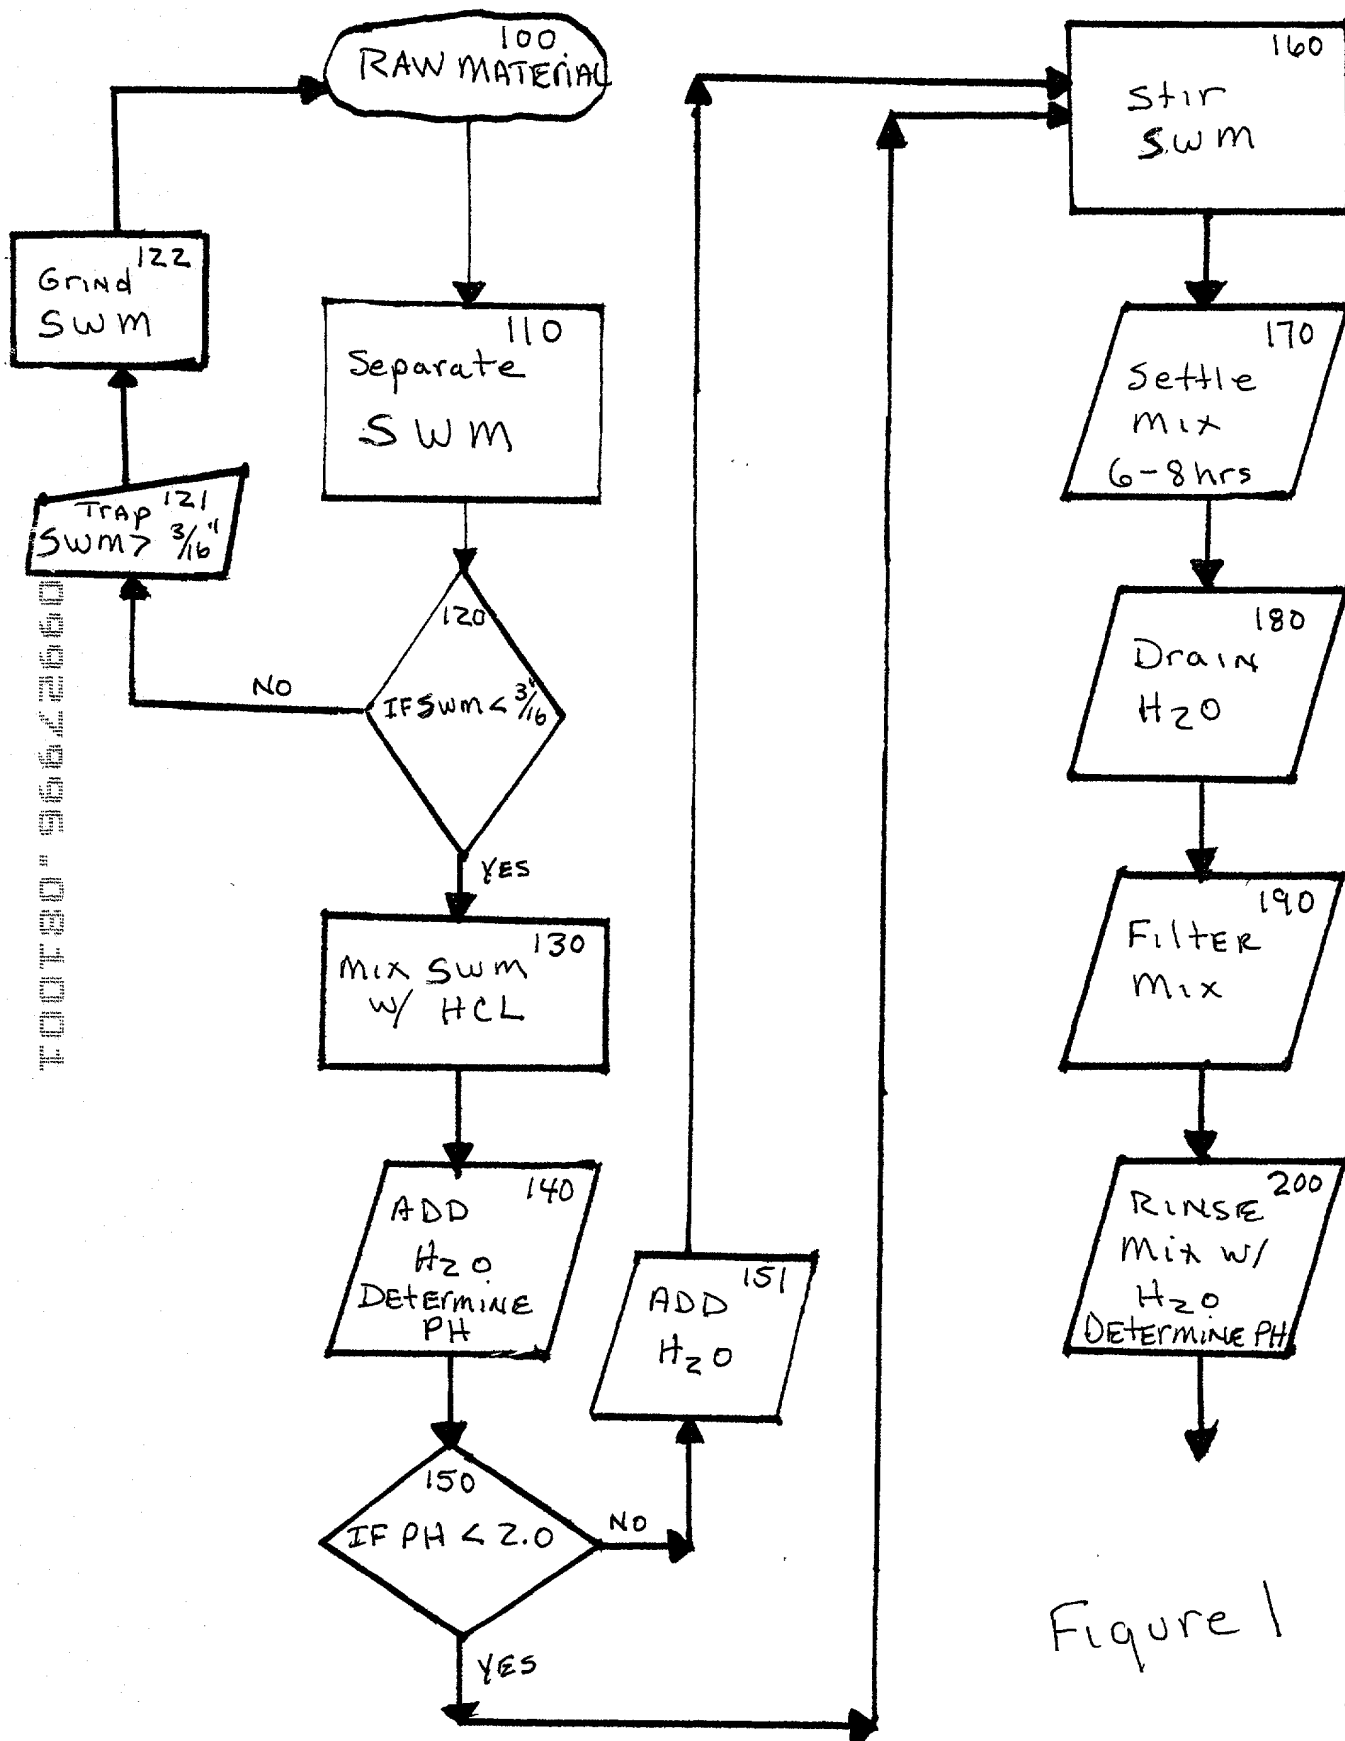 100
RAW MATERIAL
122
Grind
SWM
110
Separate
SWM
121
TrAp
SWM> 3/16"
120
IF SWM < 3/16"
NO
YES
130
Mix SWM
w/ HCL
140
ADD
H2O
DETERMINE
PH
151
ADD
H2O
150
IF PH < 2.0
NO
YES
160
Stir
SWM
170
Settle
Mix
6-8hrs
180
Drain
H2O
190
FiltER
Mix
200
RINSE
Mix w/
H2O
DETERMINE PH
Figure 1
09927996.081001